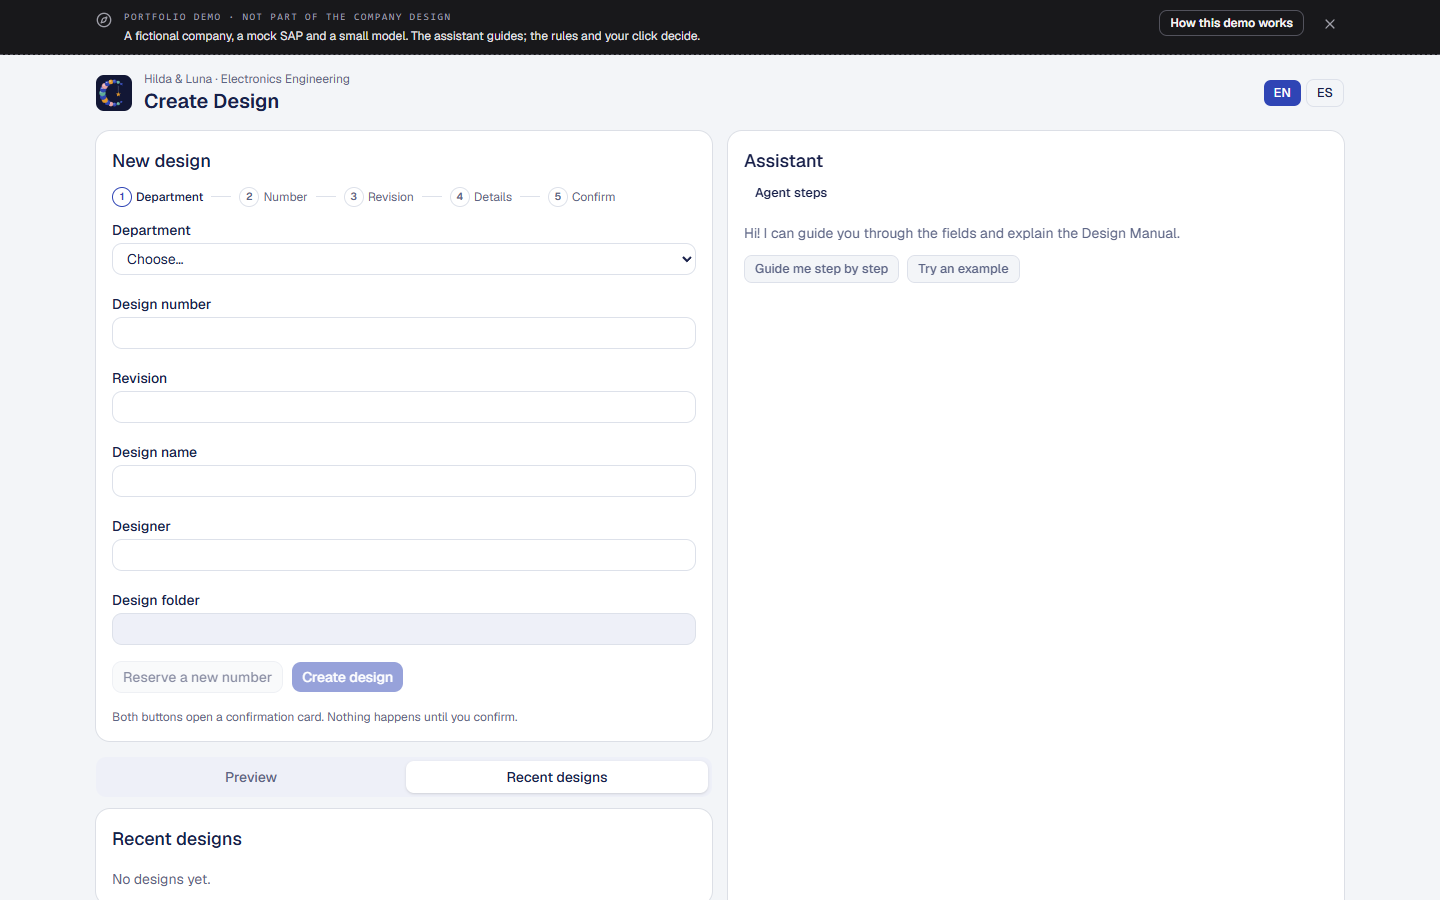 PORTFOLIO DEMO · NOT PART OF THE COMPANY DESIGN
A fictional company, a mock SAP and a small model. The assistant guides; the rules and your click decide.
How this demo works
Hilda & Luna · Electronics Engineering
Create Design
EN
ES
New design
1 Department
2 Number
3 Revision
4 Details
5 Confirm
Department
Choose...
Design number
Revision
Design name
Designer
Design folder
Reserve a new number
Create design
Both buttons open a confirmation card. Nothing happens until you confirm.
Preview
Recent designs
Recent designs
No designs yet.
Assistant
Agent steps
Hi! I can guide you through the fields and explain the Design Manual.
Guide me step by step
Try an example